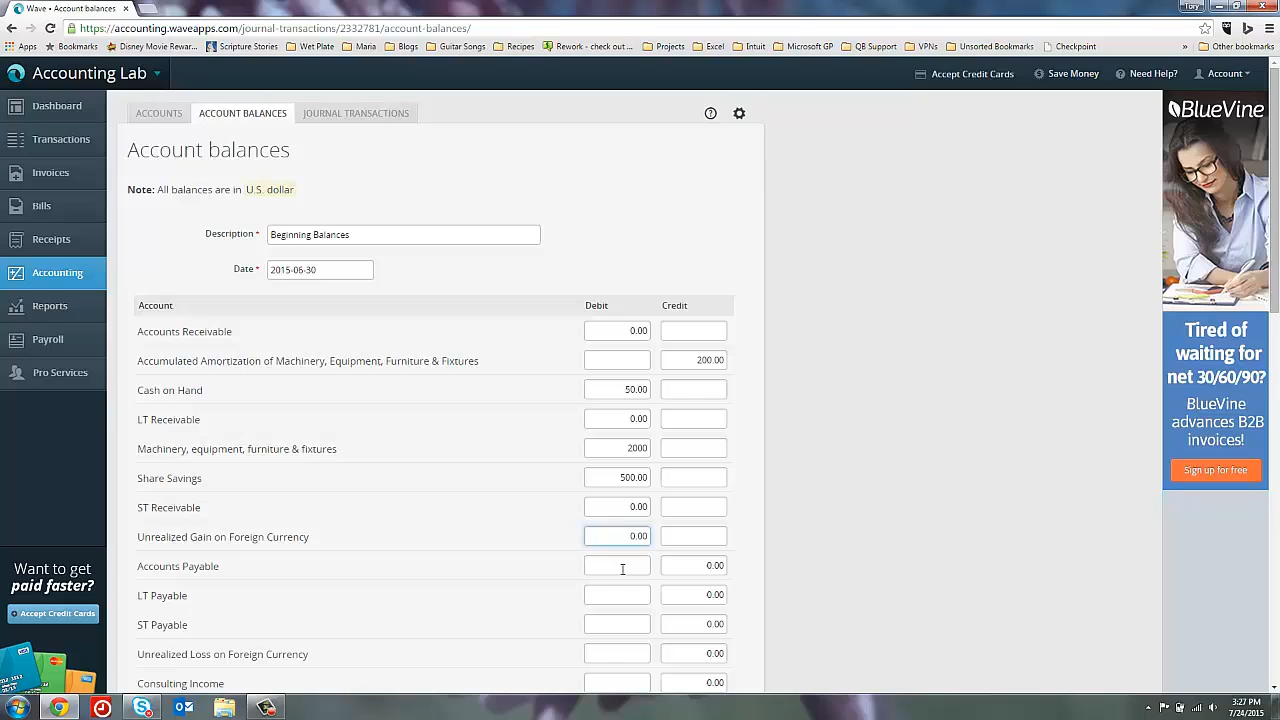 Wave • Account balances
Tory
https://accounting.waveapps.com/journal-transactions/2332781/account-balances/
Apps Bookmarks Disney Movie Rewar... Scripture Stories Wet Plate Maria Blogs Guitar Songs Recipes Rework - check out ... Projects Excel Intuit Microsoft GP QB Support VPNs Unsorted Bookmarks Checkpoint » Other bookmarks
Accounting Lab
Accept Credit Cards Save Money Need Help? Account
Dashboard
Transactions
Invoices
Bills
Receipts
Accounting
Reports
Payroll
Pro Services
Want to get
paid faster?
+ Accept Credit Cards
ACCOUNTS ACCOUNT BALANCES JOURNAL TRANSACTIONS
Account balances
Note: All balances are in U.S. dollar
Description * Beginning Balances
Date * 2015-06-30
Account Debit Credit
Accounts Receivable 0.00
Accumulated Amortization of Machinery, Equipment, Furniture & Fixtures 200.00
Cash on Hand 50.00
LT Receivable 0.00
Machinery, equipment, furniture & fixtures 2000
Share Savings 500.00
ST Receivable 0.00
Unrealized Gain on Foreign Currency 0.00
Accounts Payable 0.00
LT Payable 0.00
ST Payable 0.00
Unrealized Loss on Foreign Currency 0.00
Consulting Income 0.00
BlueVine
Tired of
waiting for
net 30/60/90?
BlueVine
advances B2B
invoices!
Sign up for free
3:27 PM
7/24/2015